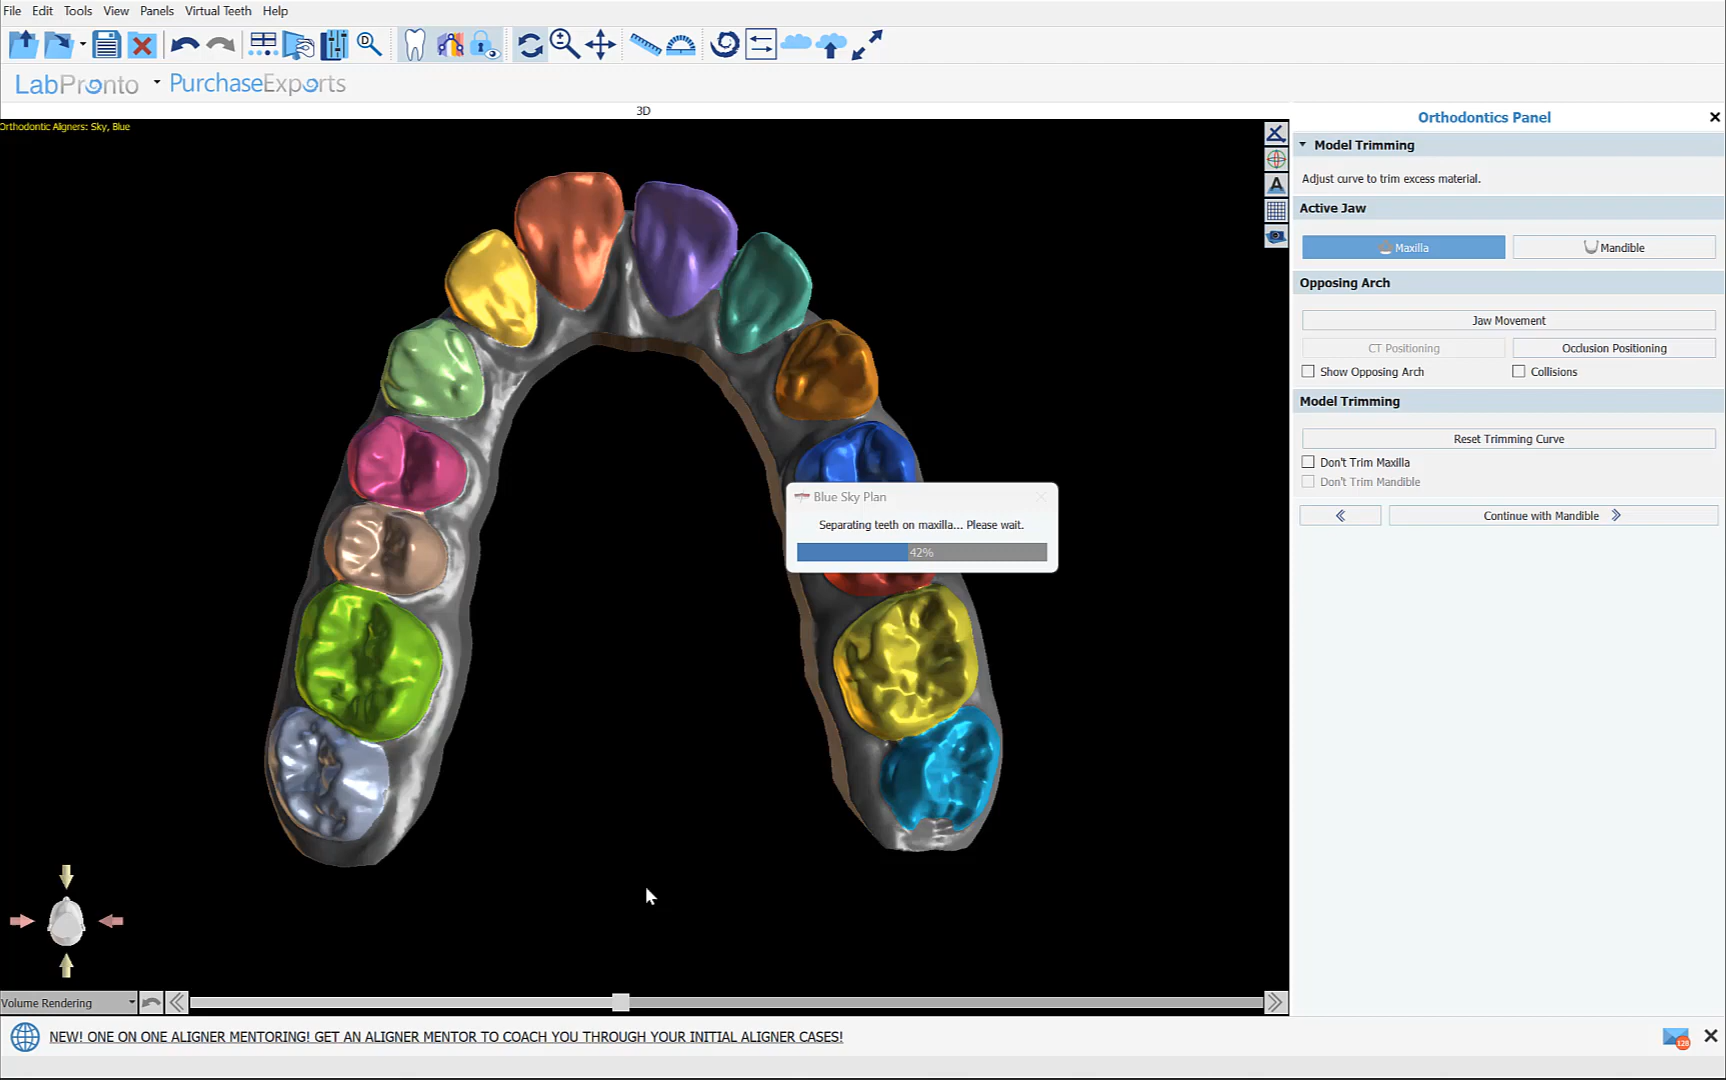 File Edit Tools View Panels Virtual Teeth Help
D
LabPronto PurchaseExports
3D
Orthodontic Aligners: Sky, Blue
A
Orthodontics Panel
Model Trimming
Adjust curve to trim excess material.
Active Jaw
Maxilla Mandible
Opposing Arch
Jaw Movement
CT Positioning Occlusion Positioning
Show Opposing Arch Collisions
Model Trimming
Reset Trimming Curve
Don't Trim Maxilla
Don't Trim Mandible
Continue with Mandible
Blue Sky Plan
Separating teeth on maxilla... Please wait.
42%
Volume Rendering
NEW! ONE ON ONE ALIGNER MENTORING! GET AN ALIGNER MENTOR TO COACH YOU THROUGH YOUR INITIAL ALIGNER CASES!
128